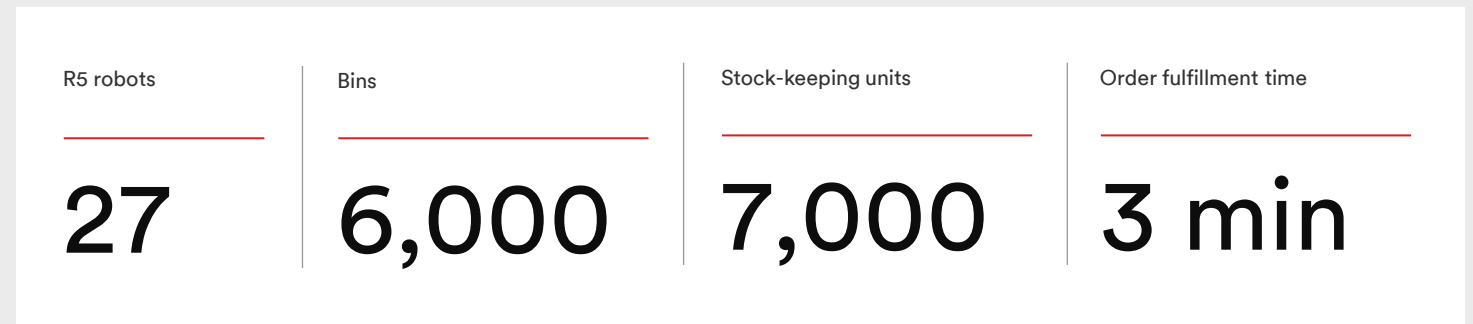 R5 robots
27
Bins
6,000
Stock-keeping units
7,000
Order fulfillment time
3 min